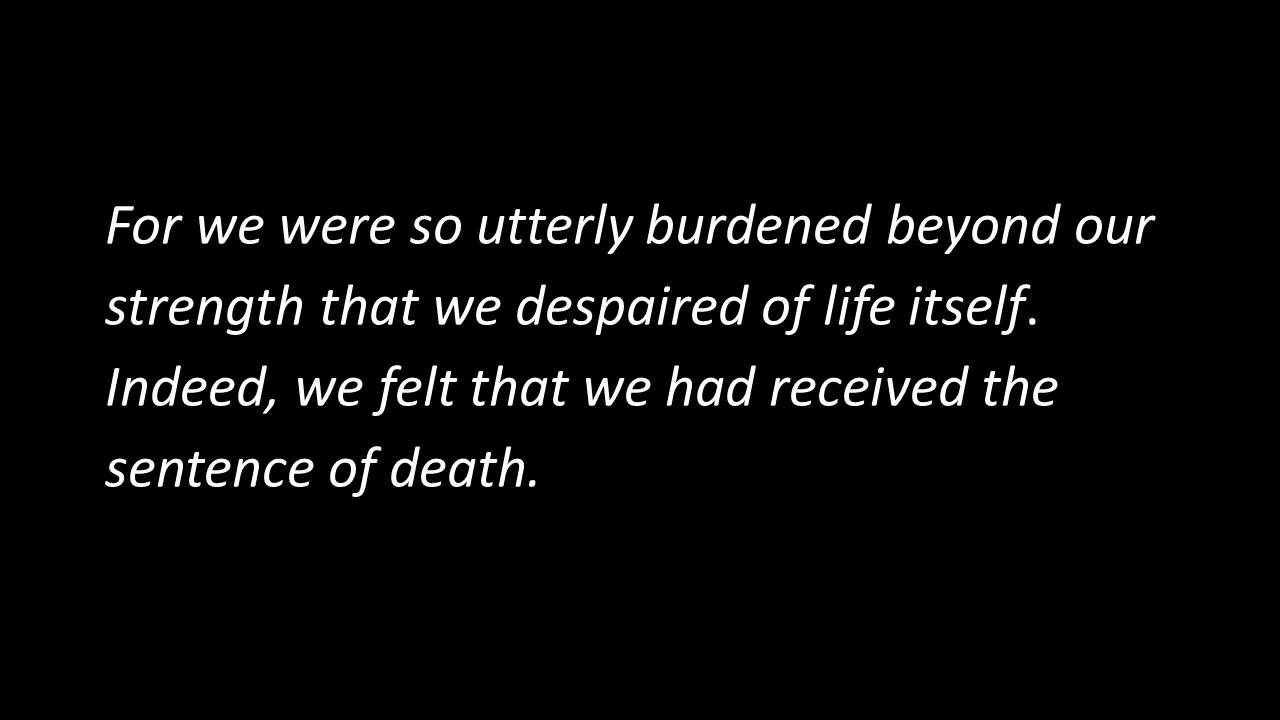 For we were so utterly burdened beyond our
strength that we despaired of life itself.
Indeed, we felt that we had received the
sentence of death.